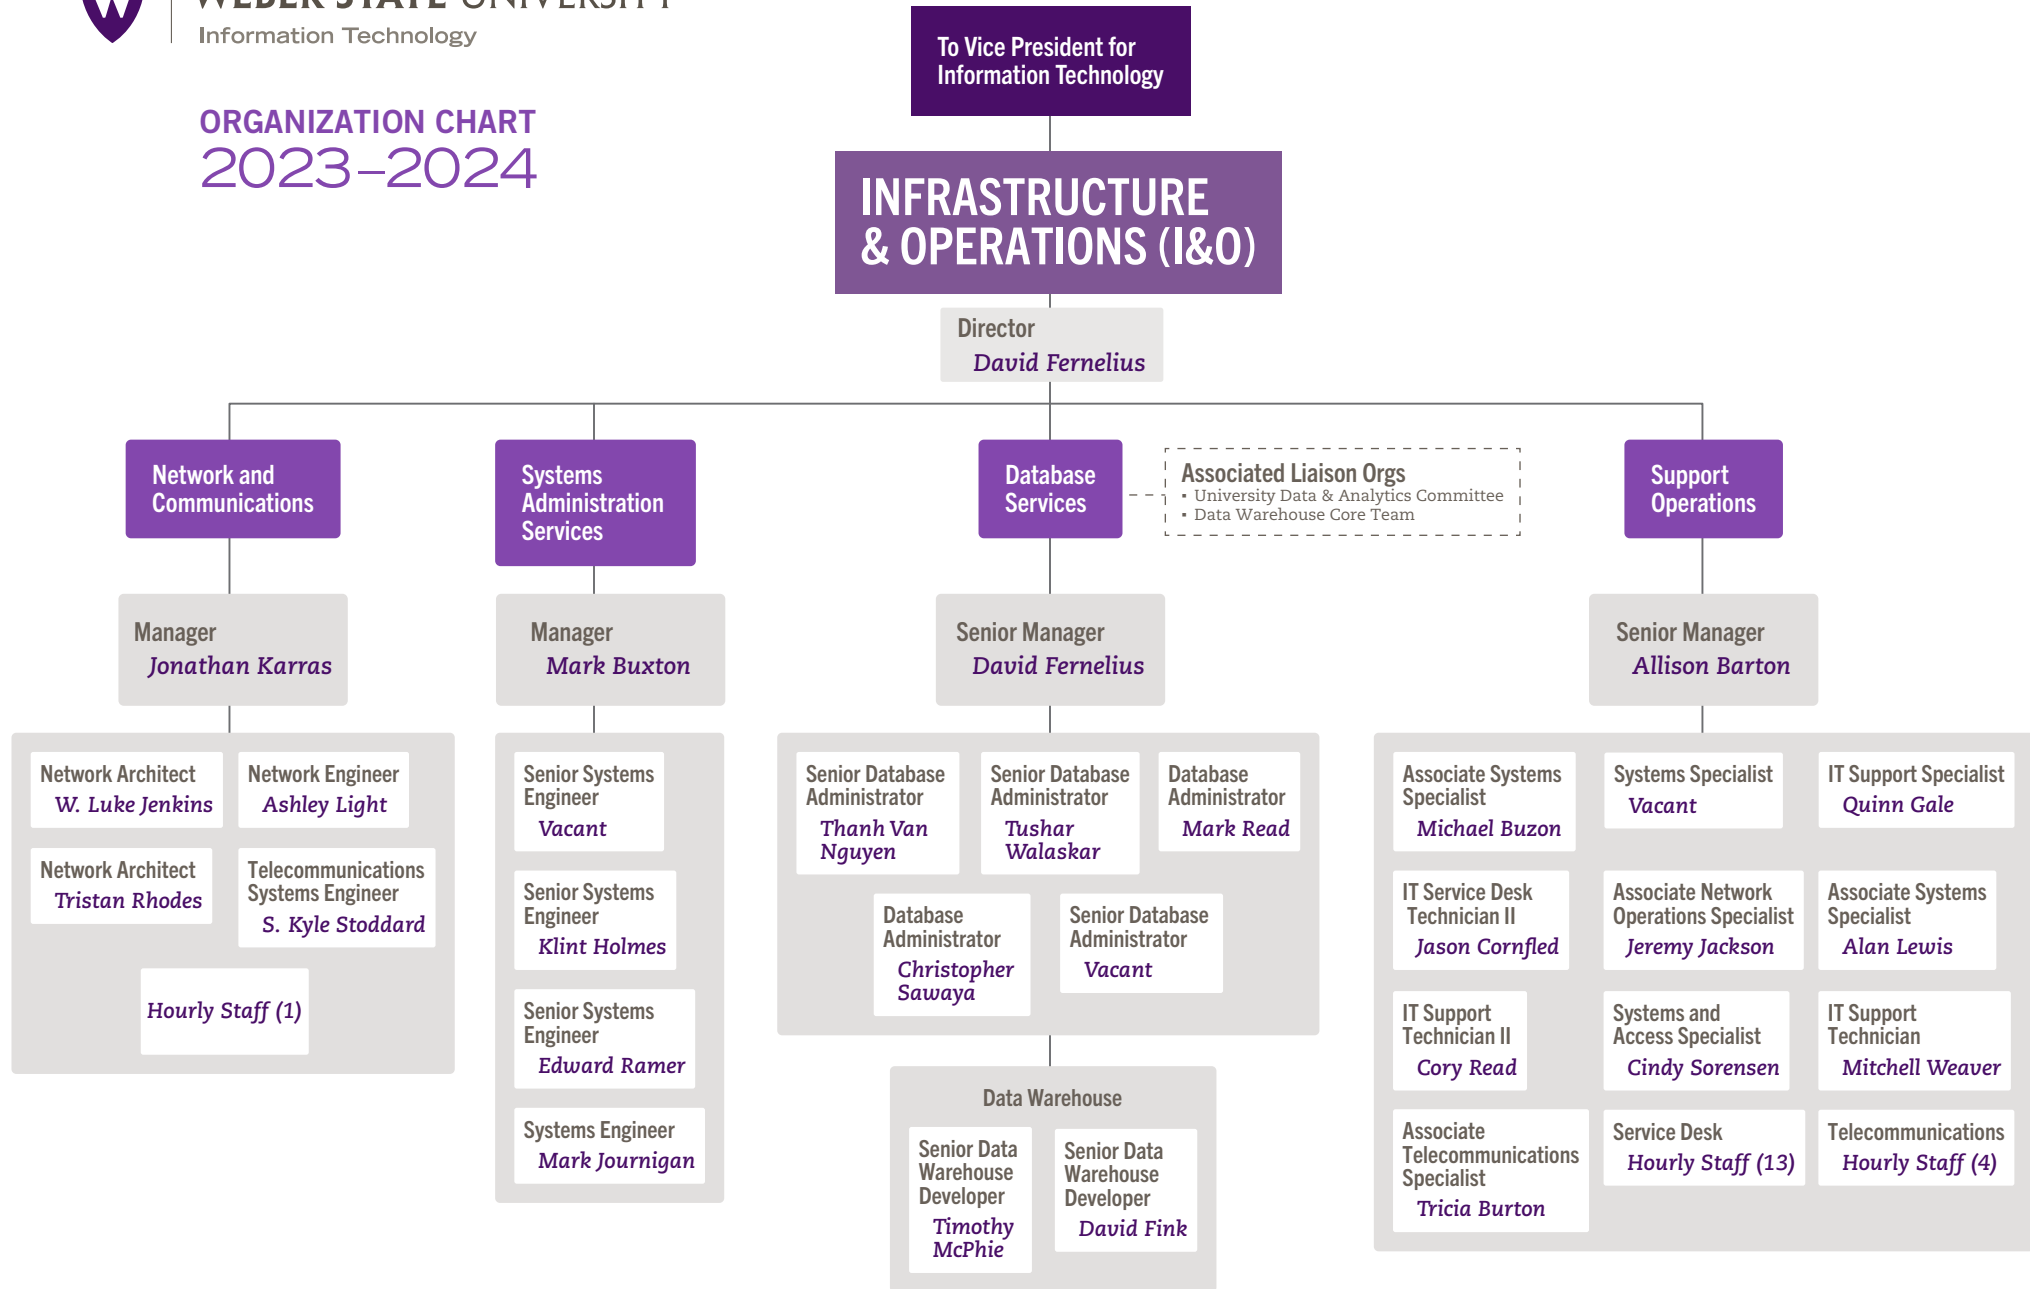 WEBER STATE UNIVERSITY
Information Technology
ORGANIZATION CHART
2023–2024
To Vice President for
Information Technology
INFRASTRUCTURE
& OPERATIONS (I&O)
Director
David Fernelius
Network and
Communications
Manager
Jonathan Karras
Network Architect
W. Luke Jenkins
Network Engineer
Ashley Light
Network Architect
Tristan Rhodes
Telecommunications
Systems Engineer
S. Kyle Stoddard
Hourly Staff (1)
Systems
Administration
Services
Manager
Mark Buxton
Senior Systems
Engineer
Vacant
Senior Systems
Engineer
Klint Holmes
Senior Systems
Engineer
Edward Ramer
Systems Engineer
Mark Journigan
Database
Services
Associated Liaison Orgs
▪ University Data & Analytics Committee
▪ Data Warehouse Core Team
Senior Manager
David Fernelius
Senior Database
Administrator
Thanh Van
Nguyen
Senior Database
Administrator
Tushar
Walaskar
Database
Administrator
Mark Read
Database
Administrator
Christopher
Sawaya
Senior Database
Administrator
Vacant
Data Warehouse
Senior Data
Warehouse
Developer
Timothy
McPhie
Senior Data
Warehouse
Developer
David Fink
Support
Operations
Senior Manager
Allison Barton
Associate Systems
Specialist
Michael Buzon
Systems Specialist
Vacant
IT Support Specialist
Quinn Gale
IT Service Desk
Technician II
Jason Cornfled
Associate Network
Operations Specialist
Jeremy Jackson
Associate Systems
Specialist
Alan Lewis
IT Support
Technician II
Cory Read
Systems and
Access Specialist
Cindy Sorensen
IT Support
Technician
Mitchell Weaver
Associate
Telecommunications
Specialist
Tricia Burton
Service Desk
Hourly Staff (13)
Telecommunications
Hourly Staff (4)